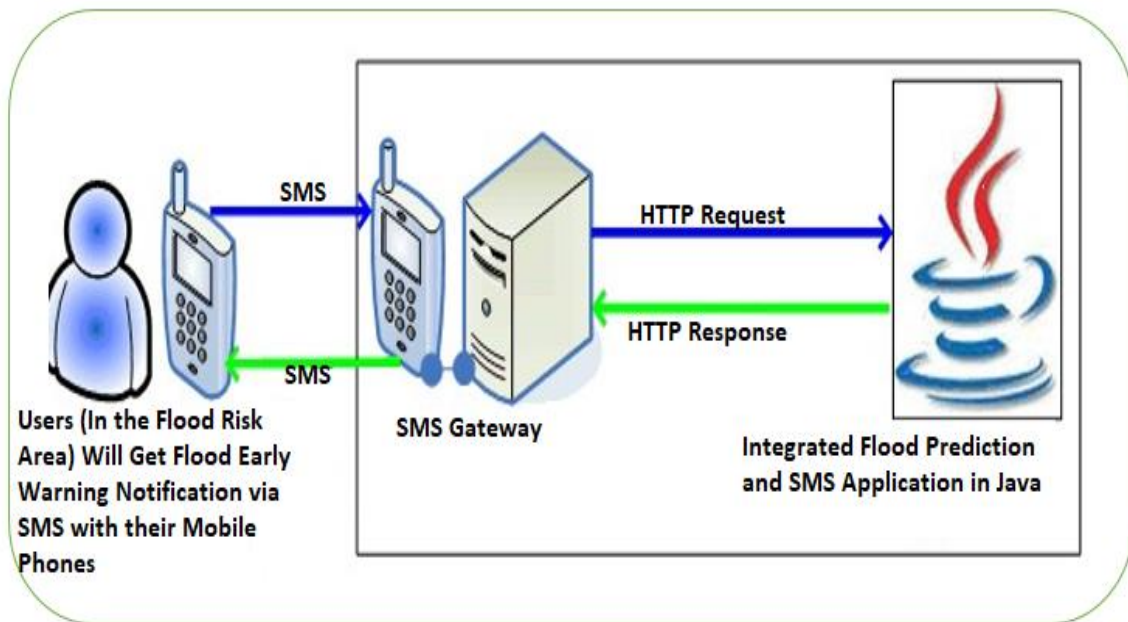 SMS
HTTP Request
HTTP Response
SMS
SMS Gateway
Users (In the Flood Risk
Area) Will Get Flood Early
Warning Notification via
SMS with their Mobile
Phones
Integrated Flood Prediction
and SMS Application in Java